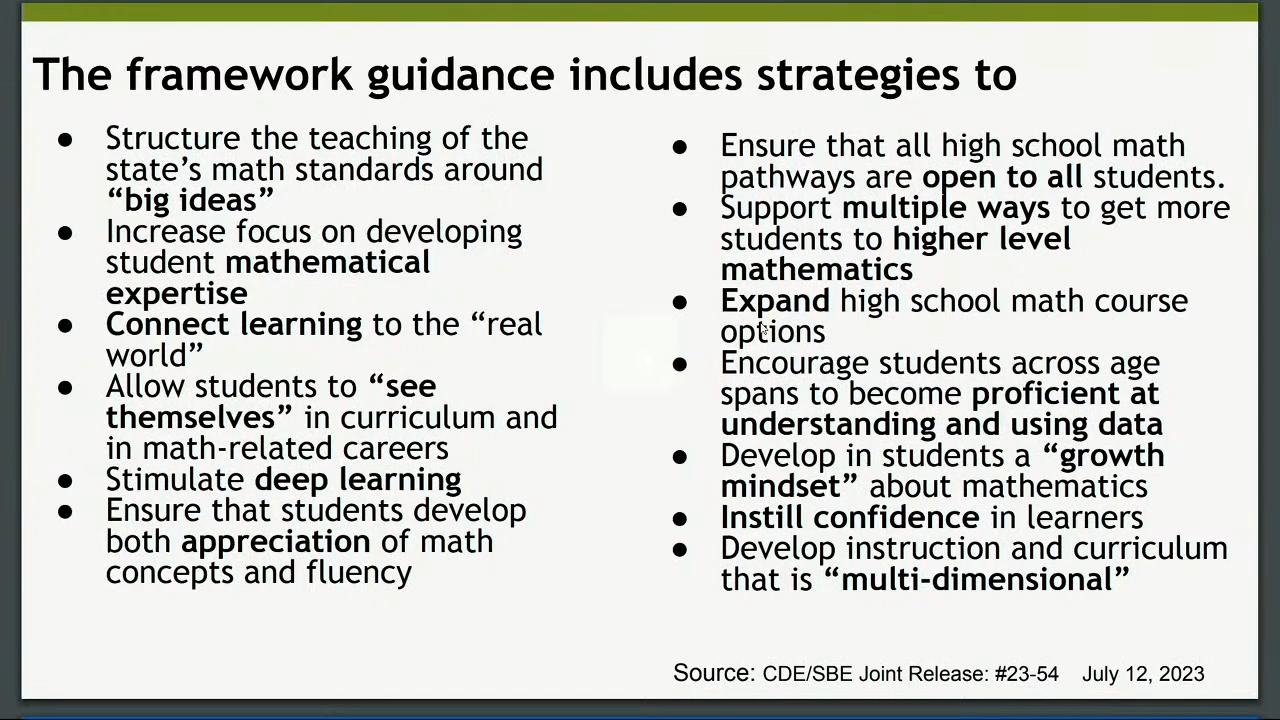 The framework guidance includes strategies to
● Structure the teaching of the
state’s math standards around
“big ideas”
● Increase focus on developing
student mathematical
expertise
● Connect learning to the “real
world”
● Allow students to “see
themselves” in curriculum and
in math-related careers
● Stimulate deep learning
● Ensure that students develop
both appreciation of math
concepts and fluency
● Ensure that all high school math
pathways are open to all students.
● Support multiple ways to get more
students to higher level
mathematics
● Expand high school math course
options
● Encourage students across age
spans to become proficient at
understanding and using data
● Develop in students a “growth
mindset” about mathematics
● Instill confidence in learners
● Develop instruction and curriculum
that is “multi-dimensional”
Source: CDE/SBE Joint Release: #23-54 July 12, 2023